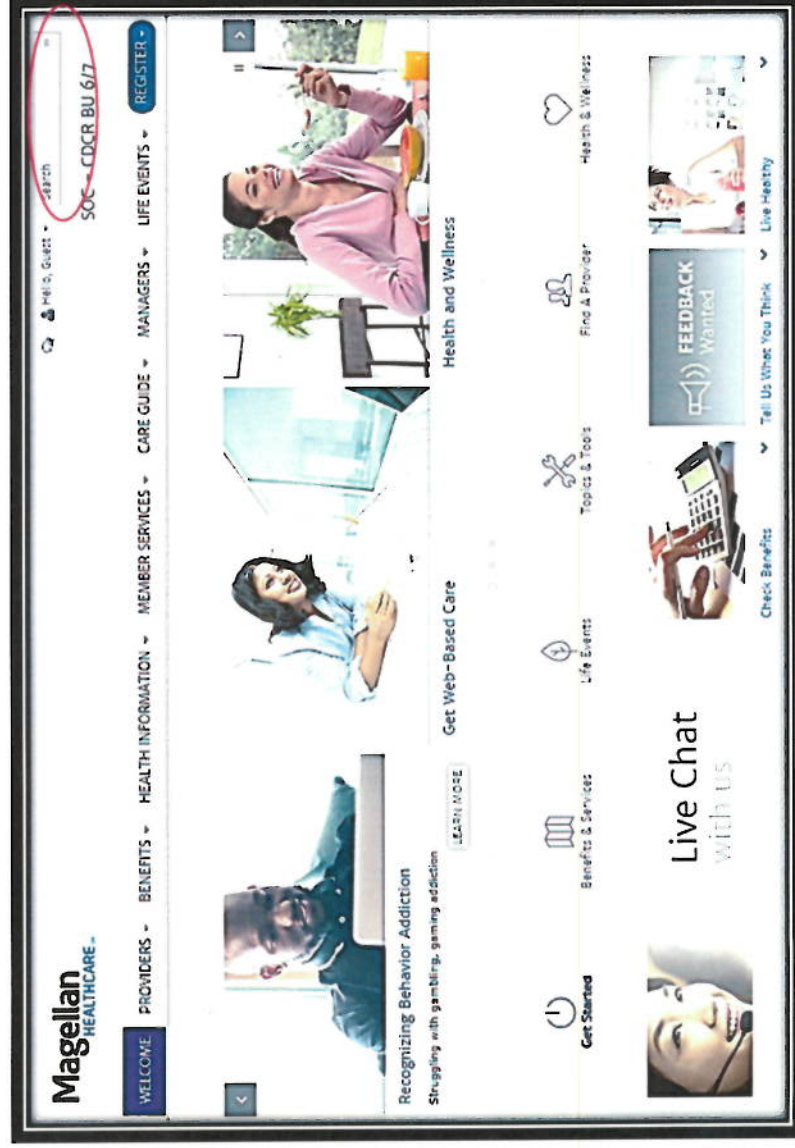 Magellan
HEALTHCARE
Hello, Guest
Search
SOC - CDCR BU 6/7
WELCOME
PROVIDERS
BENEFITS
HEALTH INFORMATION
MEMBER SERVICES
CARE GUIDE
MANAGERS
LIFE EVENTS
REGISTER
Recognizing Behavior Addiction
Struggling with gambling, gaming addiction
LEARN MORE
Get Web-Based Care
Health and Wellness
Get Started
Benefits & Services
Life Events
Topics & Tools
Find A Provider
Health & Wellness
Live Chat
with us
FEEDBACK
Wanted
Check Benefits
Tell Us What You Think
Live Healthy